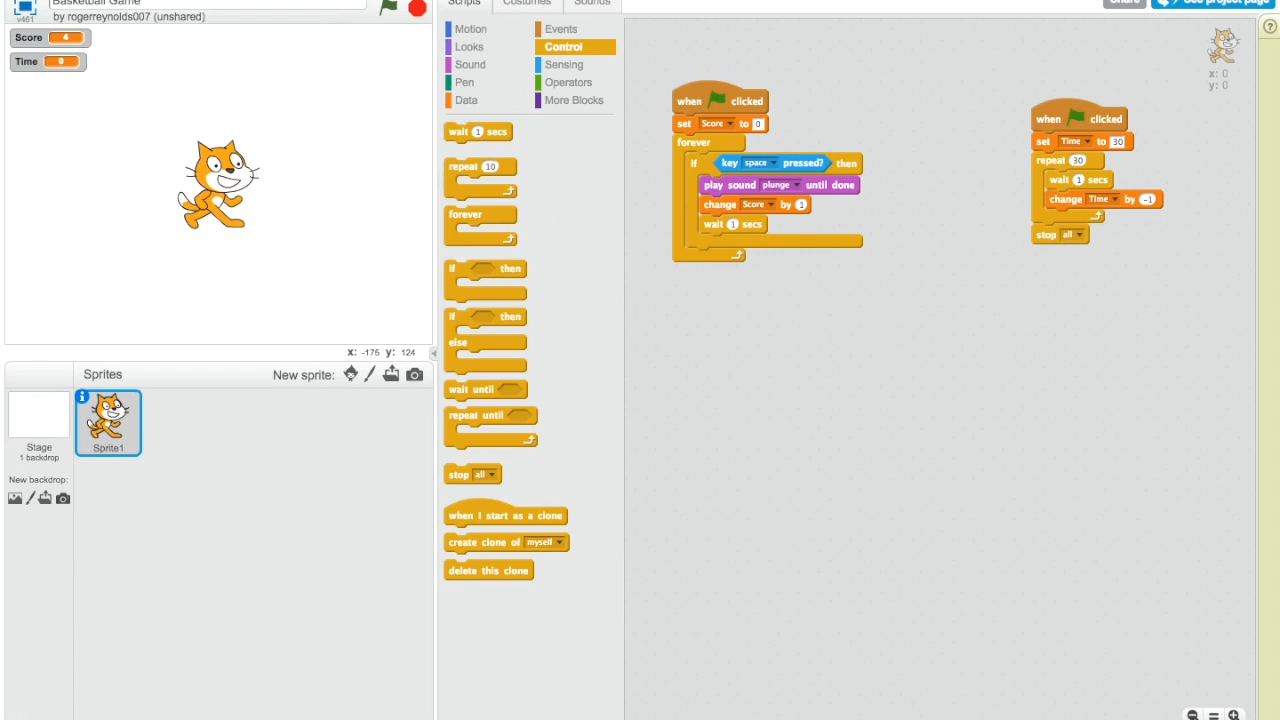 Basketball Game
v461
by rogerreynolds007 (unshared)
Score 4
Time 0
x: -175 y: 124
Sprites
New sprite:
Stage
1 backdrop
New backdrop:
Sprite1
Scripts
Costumes
Sounds
Motion
Looks
Sound
Pen
Data
Events
Control
Sensing
Operators
More Blocks
wait 1 secs
repeat 10
forever
if then
if then
else
wait until
repeat until
stop all
when I start as a clone
create clone of myself
delete this clone
when clicked
set Score to 0
forever
if key space pressed? then
play sound plunge until done
change Score by 1
wait 1 secs
when clicked
set Time to 30
repeat 30
wait 1 secs
change Time by -1
stop all
Share
See project page
?
x: 0
y: 0